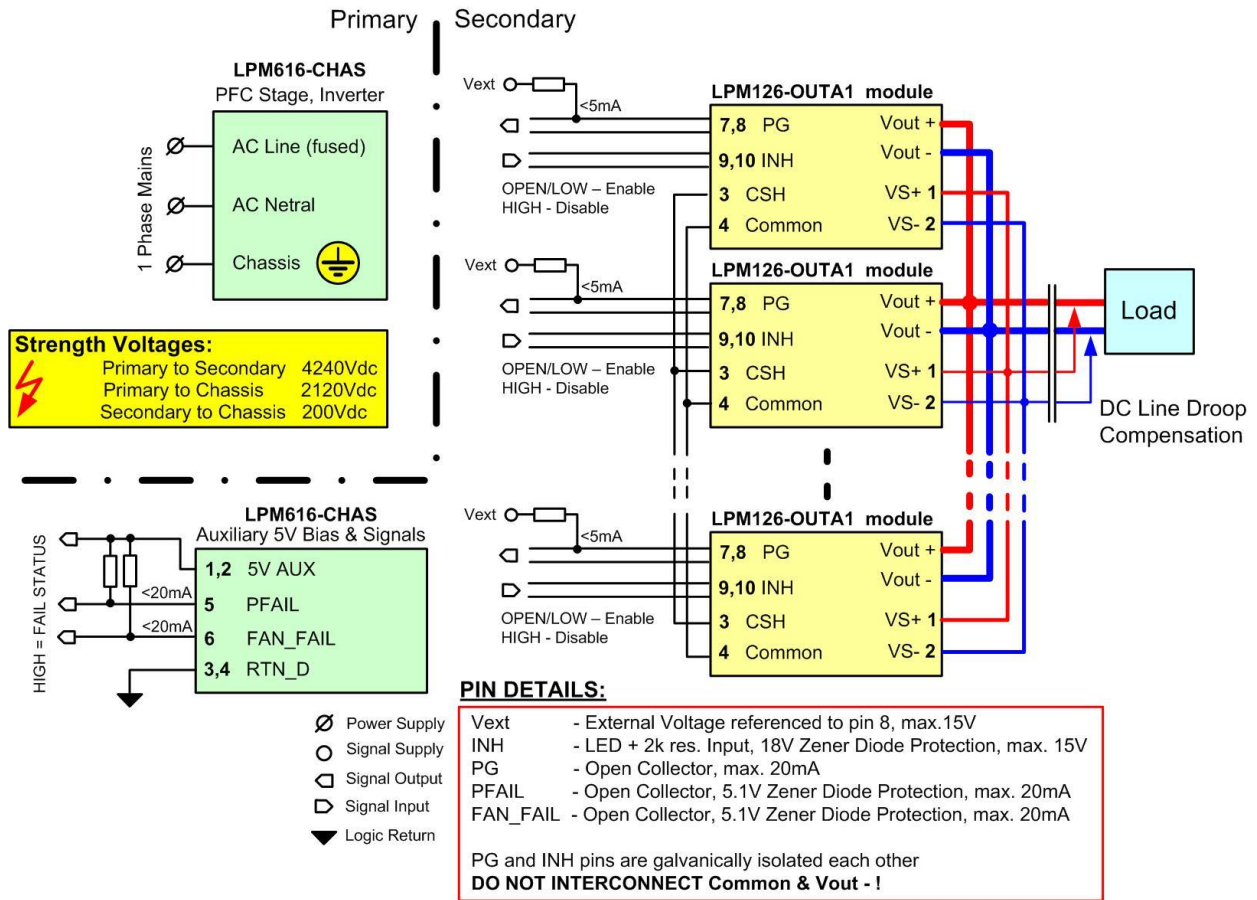 Primary
Secondary
LPM616-CHAS
PFC Stage, Inverter
1 Phase Mains
AC Line (fused)
AC Netral
Chassis
Strength Voltages:
Primary to Secondary 4240Vdc
Primary to Chassis 2120Vdc
Secondary to Chassis 200Vdc
LPM616-CHAS
Auxiliary 5V Bias & Signals
HIGH = FAIL STATUS
1,2 5V AUX
<20mA
5 PFAIL
<20mA
6 FAN_FAIL
3,4 RTN_D
Power Supply
Signal Supply
Signal Output
Signal Input
Logic Return
Vext
<5mA
OPEN/LOW – Enable
HIGH - Disable
LPM126-OUTA1 module
7,8 PG Vout +
9,10 INH Vout -
3 CSH VS+ 1
4 Common VS- 2
Vext
<5mA
OPEN/LOW – Enable
HIGH - Disable
LPM126-OUTA1 module
7,8 PG Vout +
9,10 INH Vout -
3 CSH VS+ 1
4 Common VS- 2
Load
DC Line Droop
Compensation
Vext
<5mA
OPEN/LOW – Enable
HIGH - Disable
LPM126-OUTA1 module
7,8 PG Vout +
9,10 INH Vout -
3 CSH VS+ 1
4 Common VS- 2
PIN DETAILS:
Vext - External Voltage referenced to pin 8, max.15V
INH - LED + 2k res. Input, 18V Zener Diode Protection, max. 15V
PG - Open Collector, max. 20mA
PFAIL - Open Collector, 5.1V Zener Diode Protection, max. 20mA
FAN_FAIL - Open Collector, 5.1V Zener Diode Protection, max. 20mA
PG and INH pins are galvanically isolated each other
DO NOT INTERCONNECT Common & Vout - !